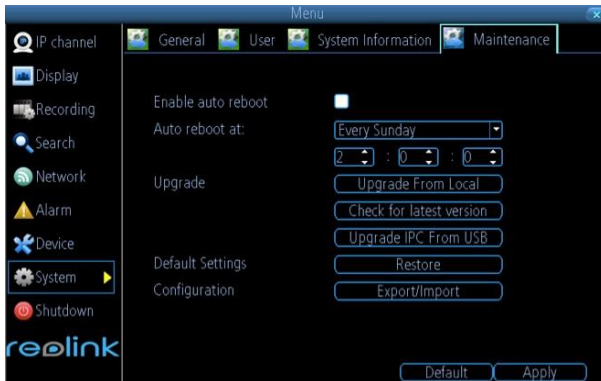 Menu
IP channel
Display
Recording
Search
Network
Alarm
Device
System
Shutdown
reolink
General User System Information Maintenance
Enable auto reboot
Auto reboot at: Every Sunday
2 : 0 : 0
Upgrade Upgrade From Local
Check for latest version
Upgrade IPC From USB
Default Settings Restore
Configuration Export/Import
Default Apply